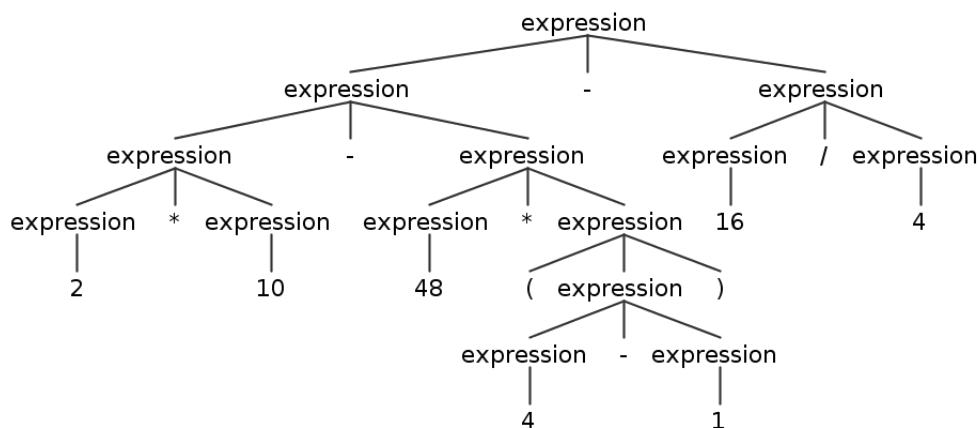 expression
expression - expression
expression - expression expression / expression
expression * expression expression * expression 16 4
2 10 48 ( expression )
expression - expression
4 1